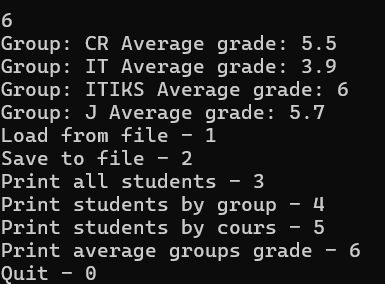 6
Group: CR Average grade: 5.5
Group: IT Average grade: 3.9
Group: ITIKS Average grade: 6
Group: J Average grade: 5.7
Load from file - 1
Save to file - 2
Print all students - 3
Print students by group - 4
Print students by cours - 5
Print average groups grade - 6
Quit - 0